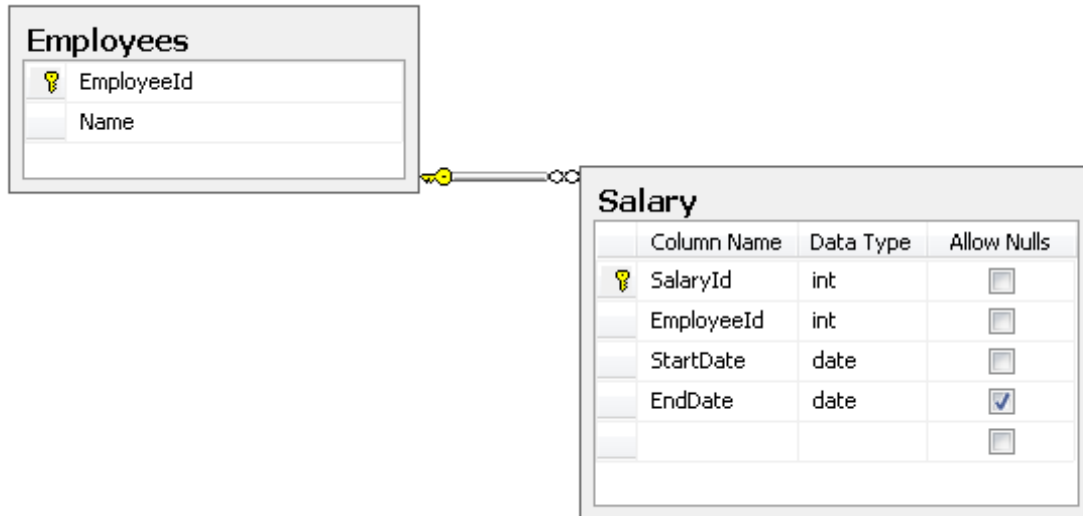 Employees
EmployeeId
Name
Salary
Column Name Data Type Allow Nulls
SalaryId int
EmployeeId int
StartDate date
EndDate date